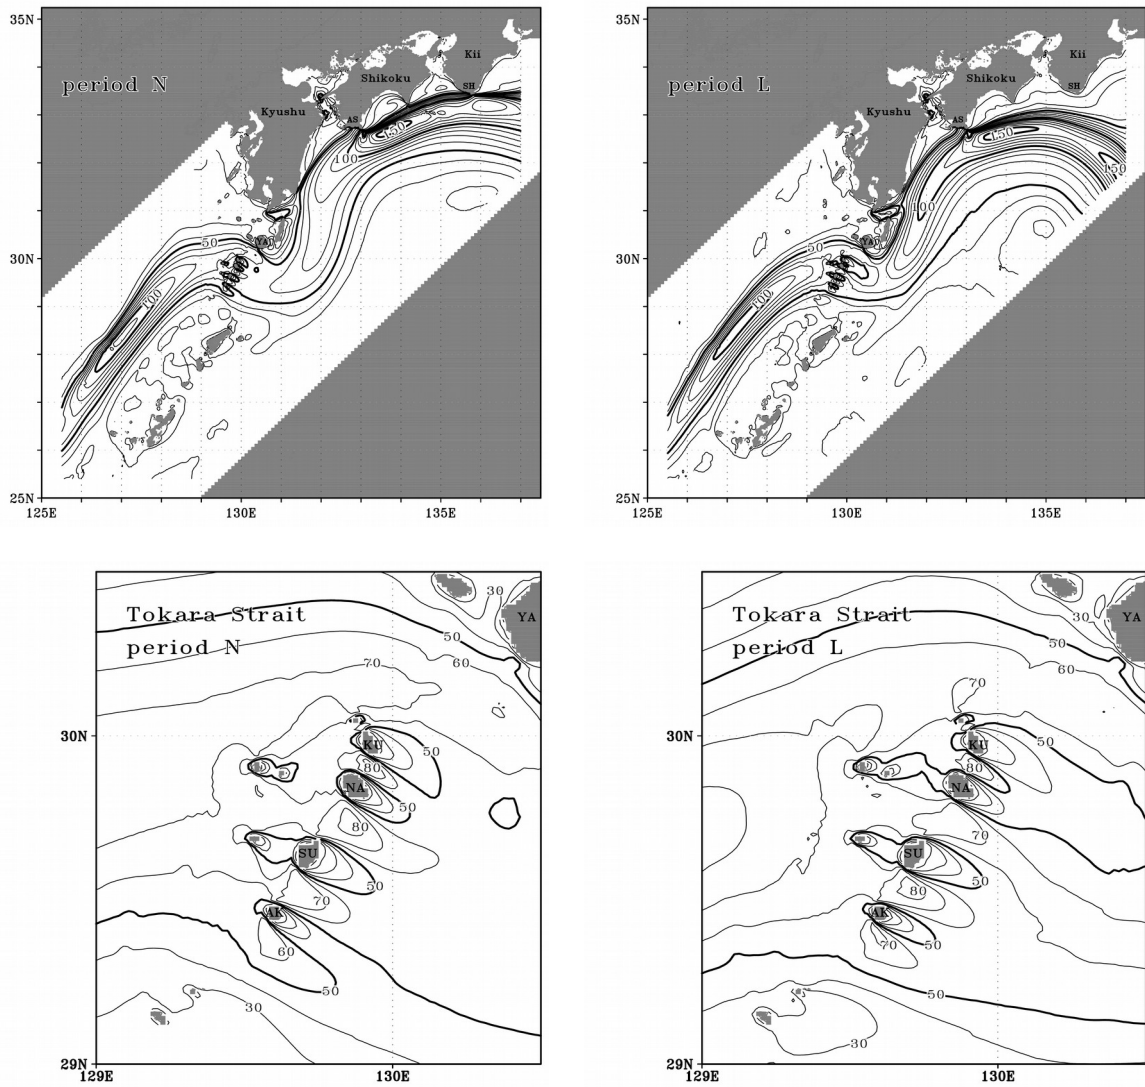 35N
30N
25N
125E
130E
135E
period N
Kii
Shikoku
SH
Kyushu
AS
150
100
50
YA
100
35N
30N
25N
125E
130E
135E
period L
Kii
Shikoku
SH
Kyushu
AS
150
150
100
50
YA
100
Tokara Strait
period N
30
YA
50
60
70
30N
KU
50
80
NA
50
80
SU
50
70
AK
60
50
30
29N
129E
130E
Tokara Strait
period L
30
YA
50
60
70
30N
KU
50
80
NA
70
SU
50
80
AK
70
50
50
30
29N
129E
130E